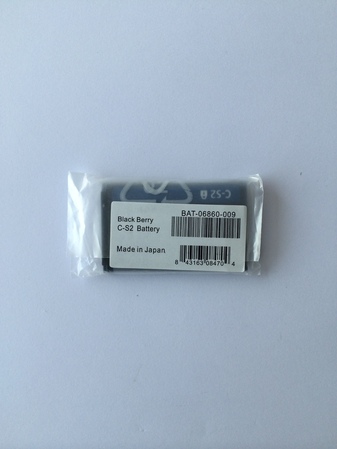 C-S2
Black Berry
C-S2 Battery
Made in Japan
BAT-06860-009
8 43163 08470 4